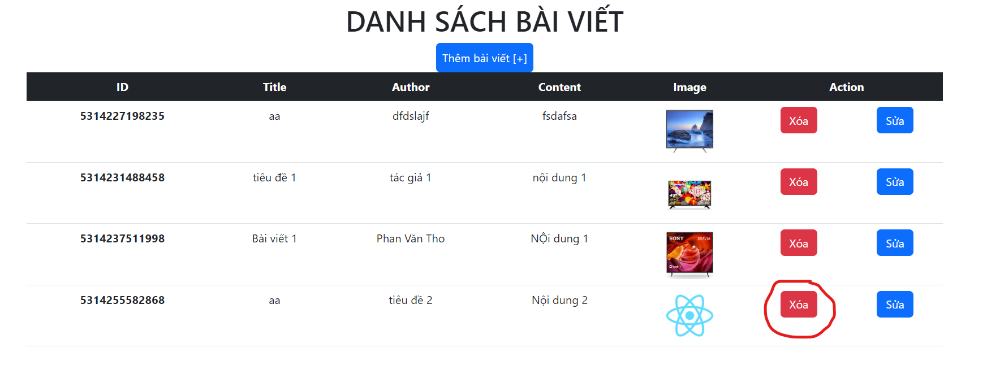 DANH SÁCH BÀI VIẾT
Thêm bài viết [+]
ID Title Author Content Image Action
5314227198235 aa dfdslajf fsdafsa Xóa Sửa
5314231488458 tiêu đề 1 tác giả 1 nội dung 1 43" Xóa Sửa
5314237511998 Bài viết 1 Phan Văn Tho NỘi dung 1 SONY BRAVIA Xóa Sửa
5314255582868 aa tiêu đề 2 Nội dung 2 Xóa Sửa